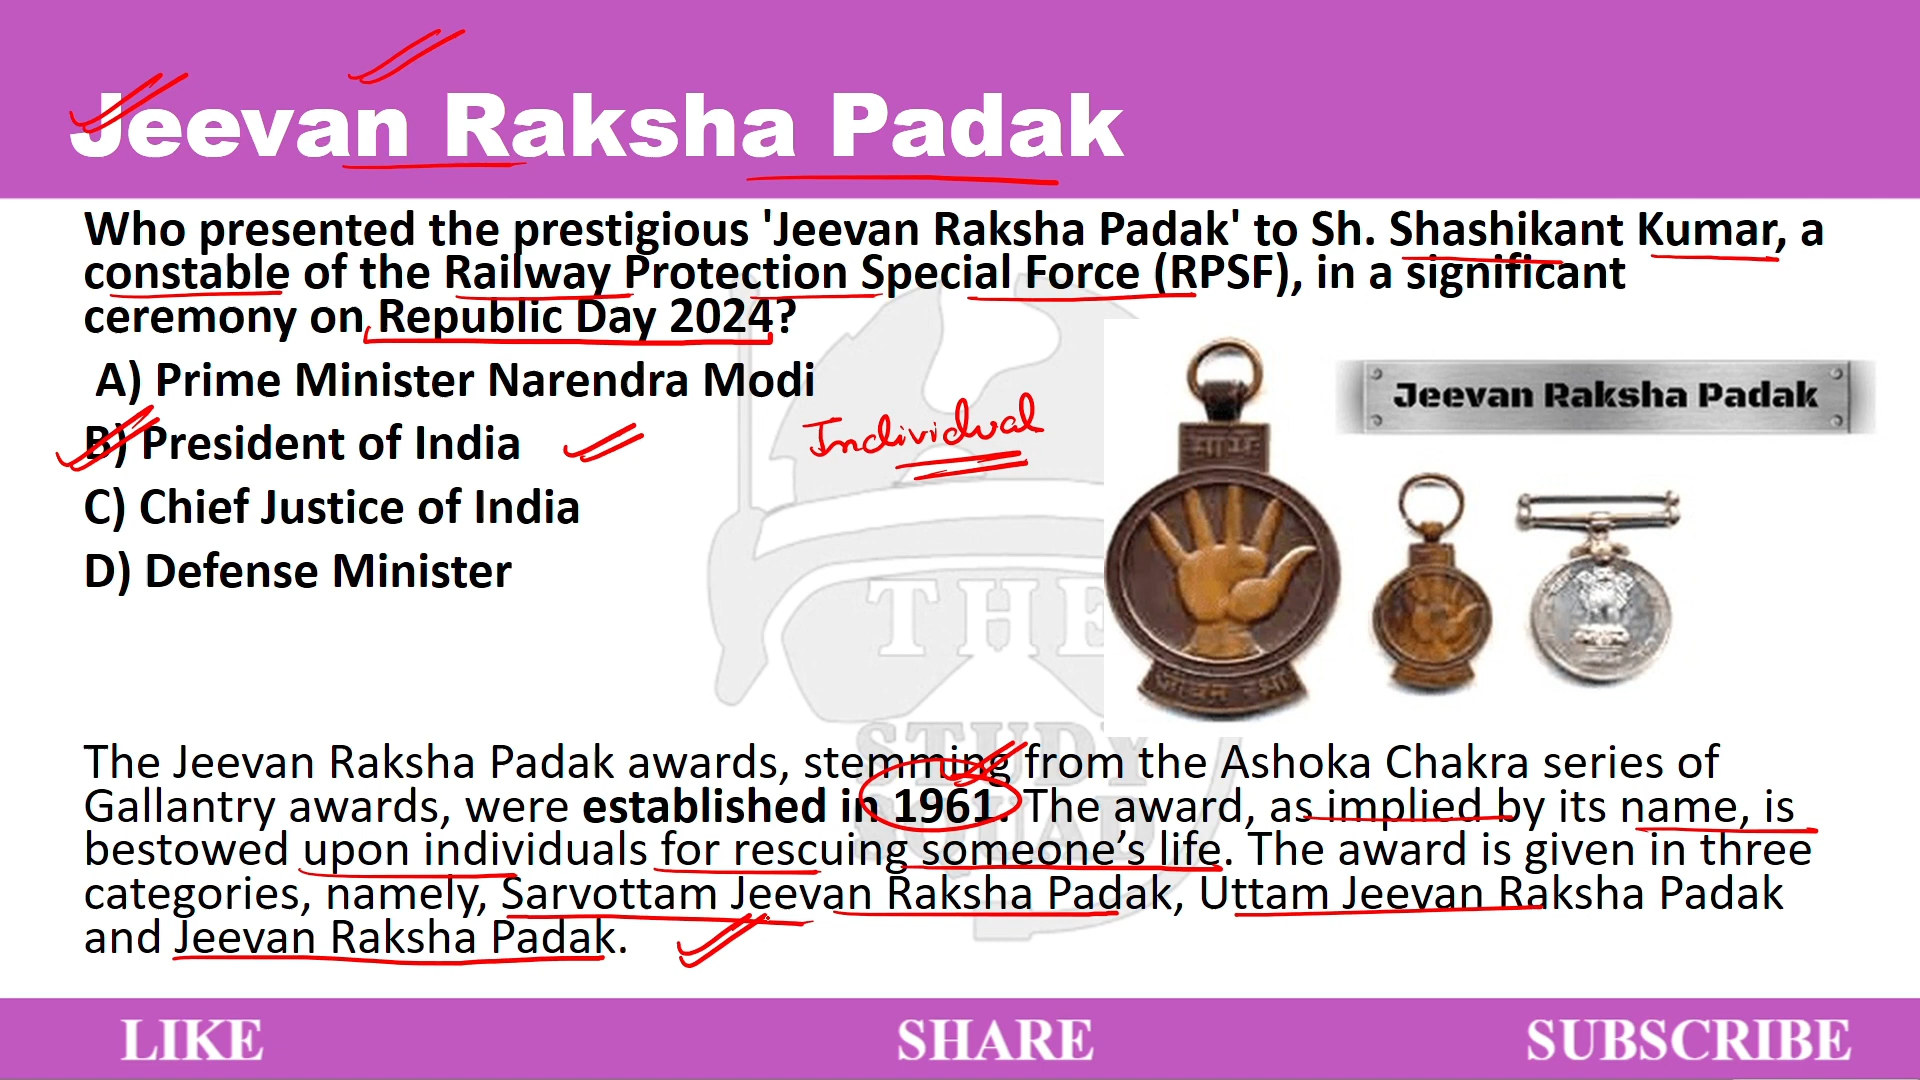 Jeevan Raksha Padak
Who presented the prestigious 'Jeevan Raksha Padak' to Sh. Shashikant Kumar, a
constable of the Railway Protection Special Force (RPSF), in a significant
ceremony on Republic Day 2024?
A) Prime Minister Narendra Modi
B) President of India
C) Chief Justice of India
D) Defense Minister
Individual
Jeevan Raksha Padak
THE
STUDY
SQUAD
The Jeevan Raksha Padak awards, stemming from the Ashoka Chakra series of
Gallantry awards, were established in 1961. The award, as implied by its name, is
bestowed upon individuals for rescuing someone’s life. The award is given in three
categories, namely, Sarvottam Jeevan Raksha Padak, Uttam Jeevan Raksha Padak
and Jeevan Raksha Padak.
LIKE
SHARE
SUBSCRIBE